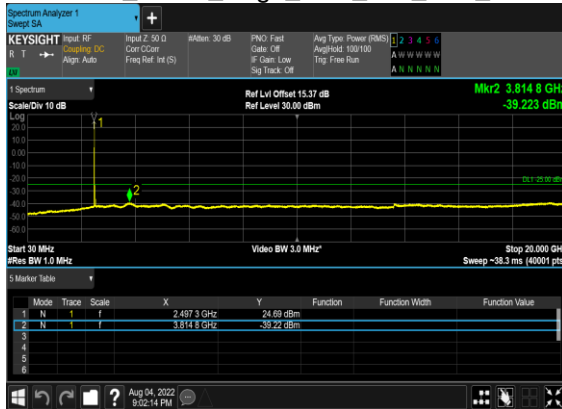 Spectrum Analyzer 1
Swept SA
+
KEYSIGHT Input: RF Input Z: 50 Ω #Atten: 30 dB PNO: Fast Avg Type: Power (RMS) 1 2 3 4 5 6
R T Coupling: DC Corr CCorr Gate: Off Avg|Hold: 100/100 A W W W W W
Align: Auto Freq Ref: Int (S) IF Gain: Low Trig: Free Run
LXI Sig Track: Off A N N N N N
1 Spectrum Ref Lvl Offset 15.37 dB Mkr2 3.814 8 GHz
Scale/Div 10 dB Ref Level 30.00 dBm -39.223 dBm
Log
20.0 1
10.0
0.00
-10.0
-20.0 DL1 -25.00 dBm
-30.0 2
-40.0
-50.0
-60.0
Start 30 MHz Video BW 3.0 MHz* Stop 20.000 GHz
#Res BW 1.0 MHz Sweep ~38.3 ms (40001 pts)
5 Marker Table
Mode Trace Scale X Y Function Function Width Function Value
1 N 1 f 2.497 3 GHz 24.69 dBm
2 N 1 f 3.814 8 GHz -39.22 dBm
3
4
5
6
? Aug 04, 2022
9:02:14 PM